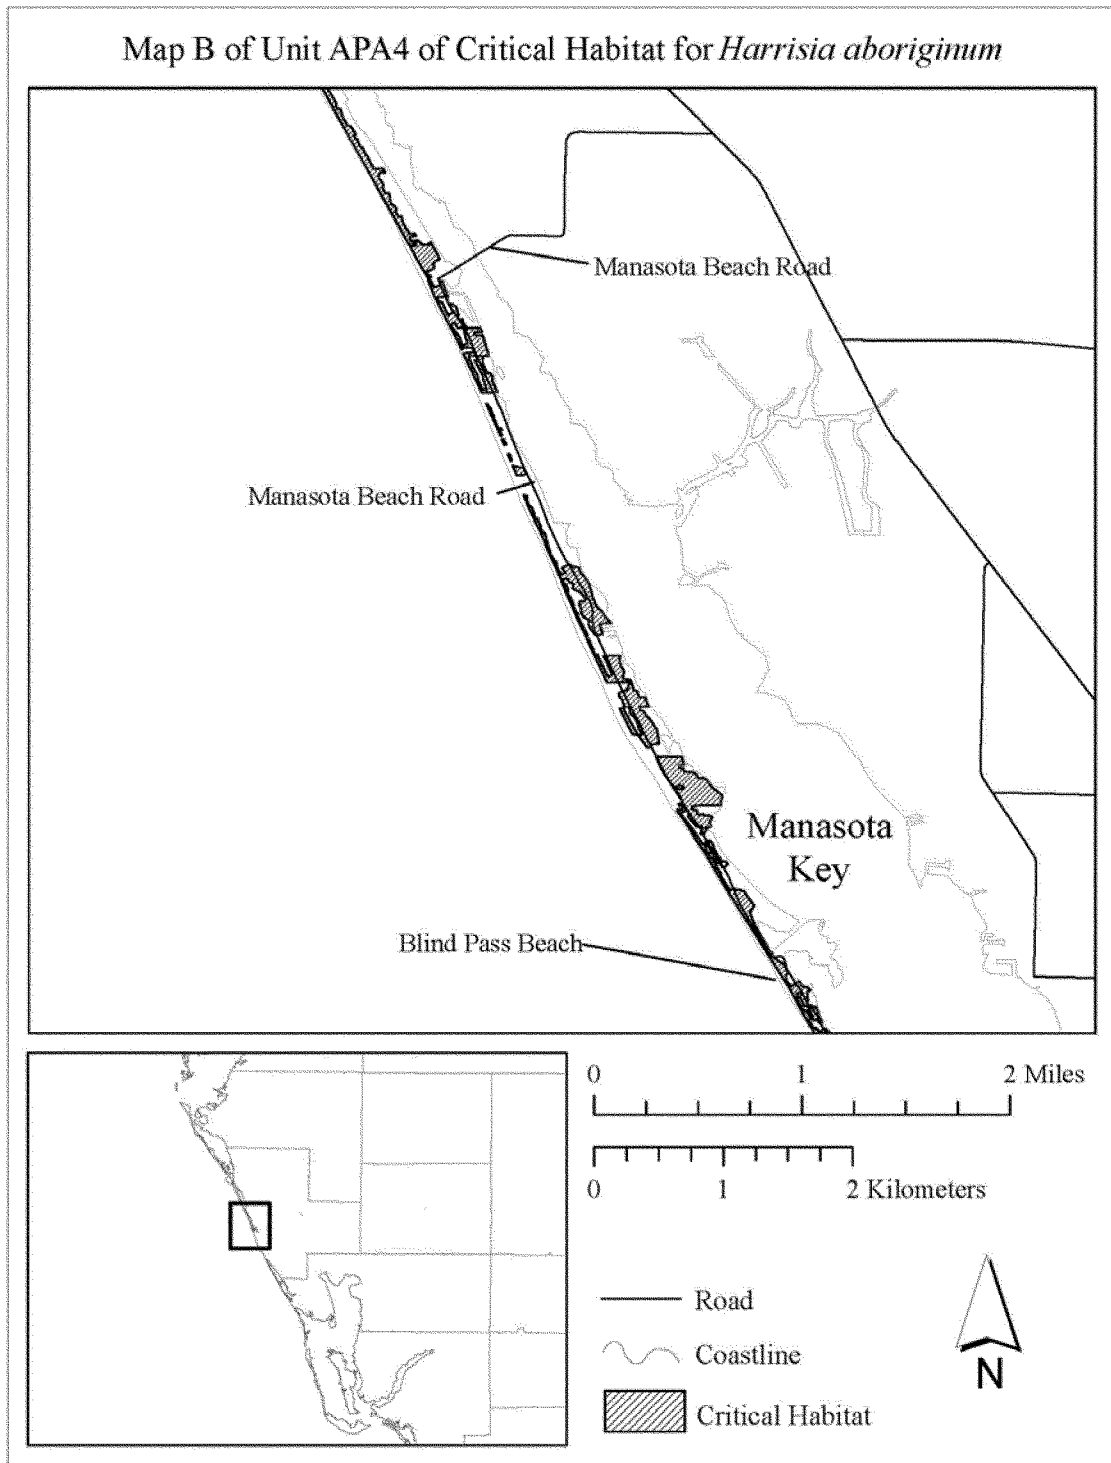 Map B of Unit APA4 of Critical Habitat for Harrisia aboriginum
Manasota Beach Road
Manasota Beach Road
Manasota
Key
Blind Pass Beach
0 1 2 Miles
0 1 2 Kilometers
Road
Coastline
Critical Habitat
N